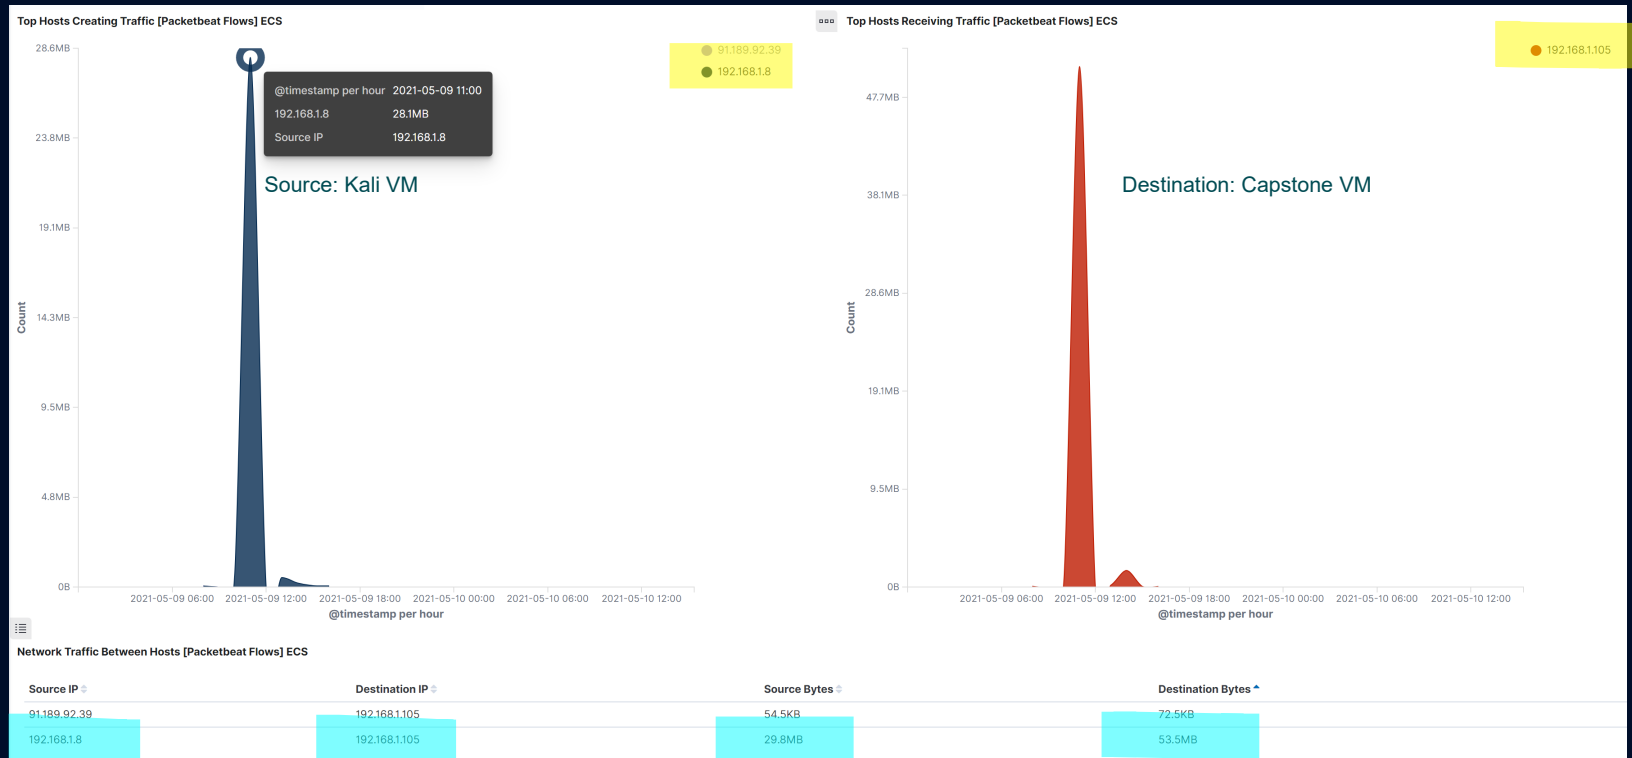 Top Hosts Creating Traffic [Packetbeat Flows] ECS
28.6MB
23.8MB
19.1MB
14.3MB
9.5MB
4.8MB
0B
Count
91.189.92.39
192.168.1.8
@timestamp per hour 2021-05-09 11:00
192.168.1.8 28.1MB
Source IP 192.168.1.8
Source: Kali VM
2021-05-09 06:00 2021-05-09 12:00 2021-05-09 18:00 2021-05-10 00:00 2021-05-10 06:00 2021-05-10 12:00
@timestamp per hour
Top Hosts Receiving Traffic [Packetbeat Flows] ECS
192.168.1.105
47.7MB
38.1MB
28.6MB
19.1MB
9.5MB
0B
Count
Destination: Capstone VM
2021-05-09 06:00 2021-05-09 12:00 2021-05-09 18:00 2021-05-10 00:00 2021-05-10 06:00 2021-05-10 12:00
@timestamp per hour
Network Traffic Between Hosts [Packetbeat Flows] ECS
Source IP Destination IP Source Bytes Destination Bytes
91.189.92.39 192.168.1.105 54.5KB 72.5KB
192.168.1.8 192.168.1.105 29.8MB 53.5MB